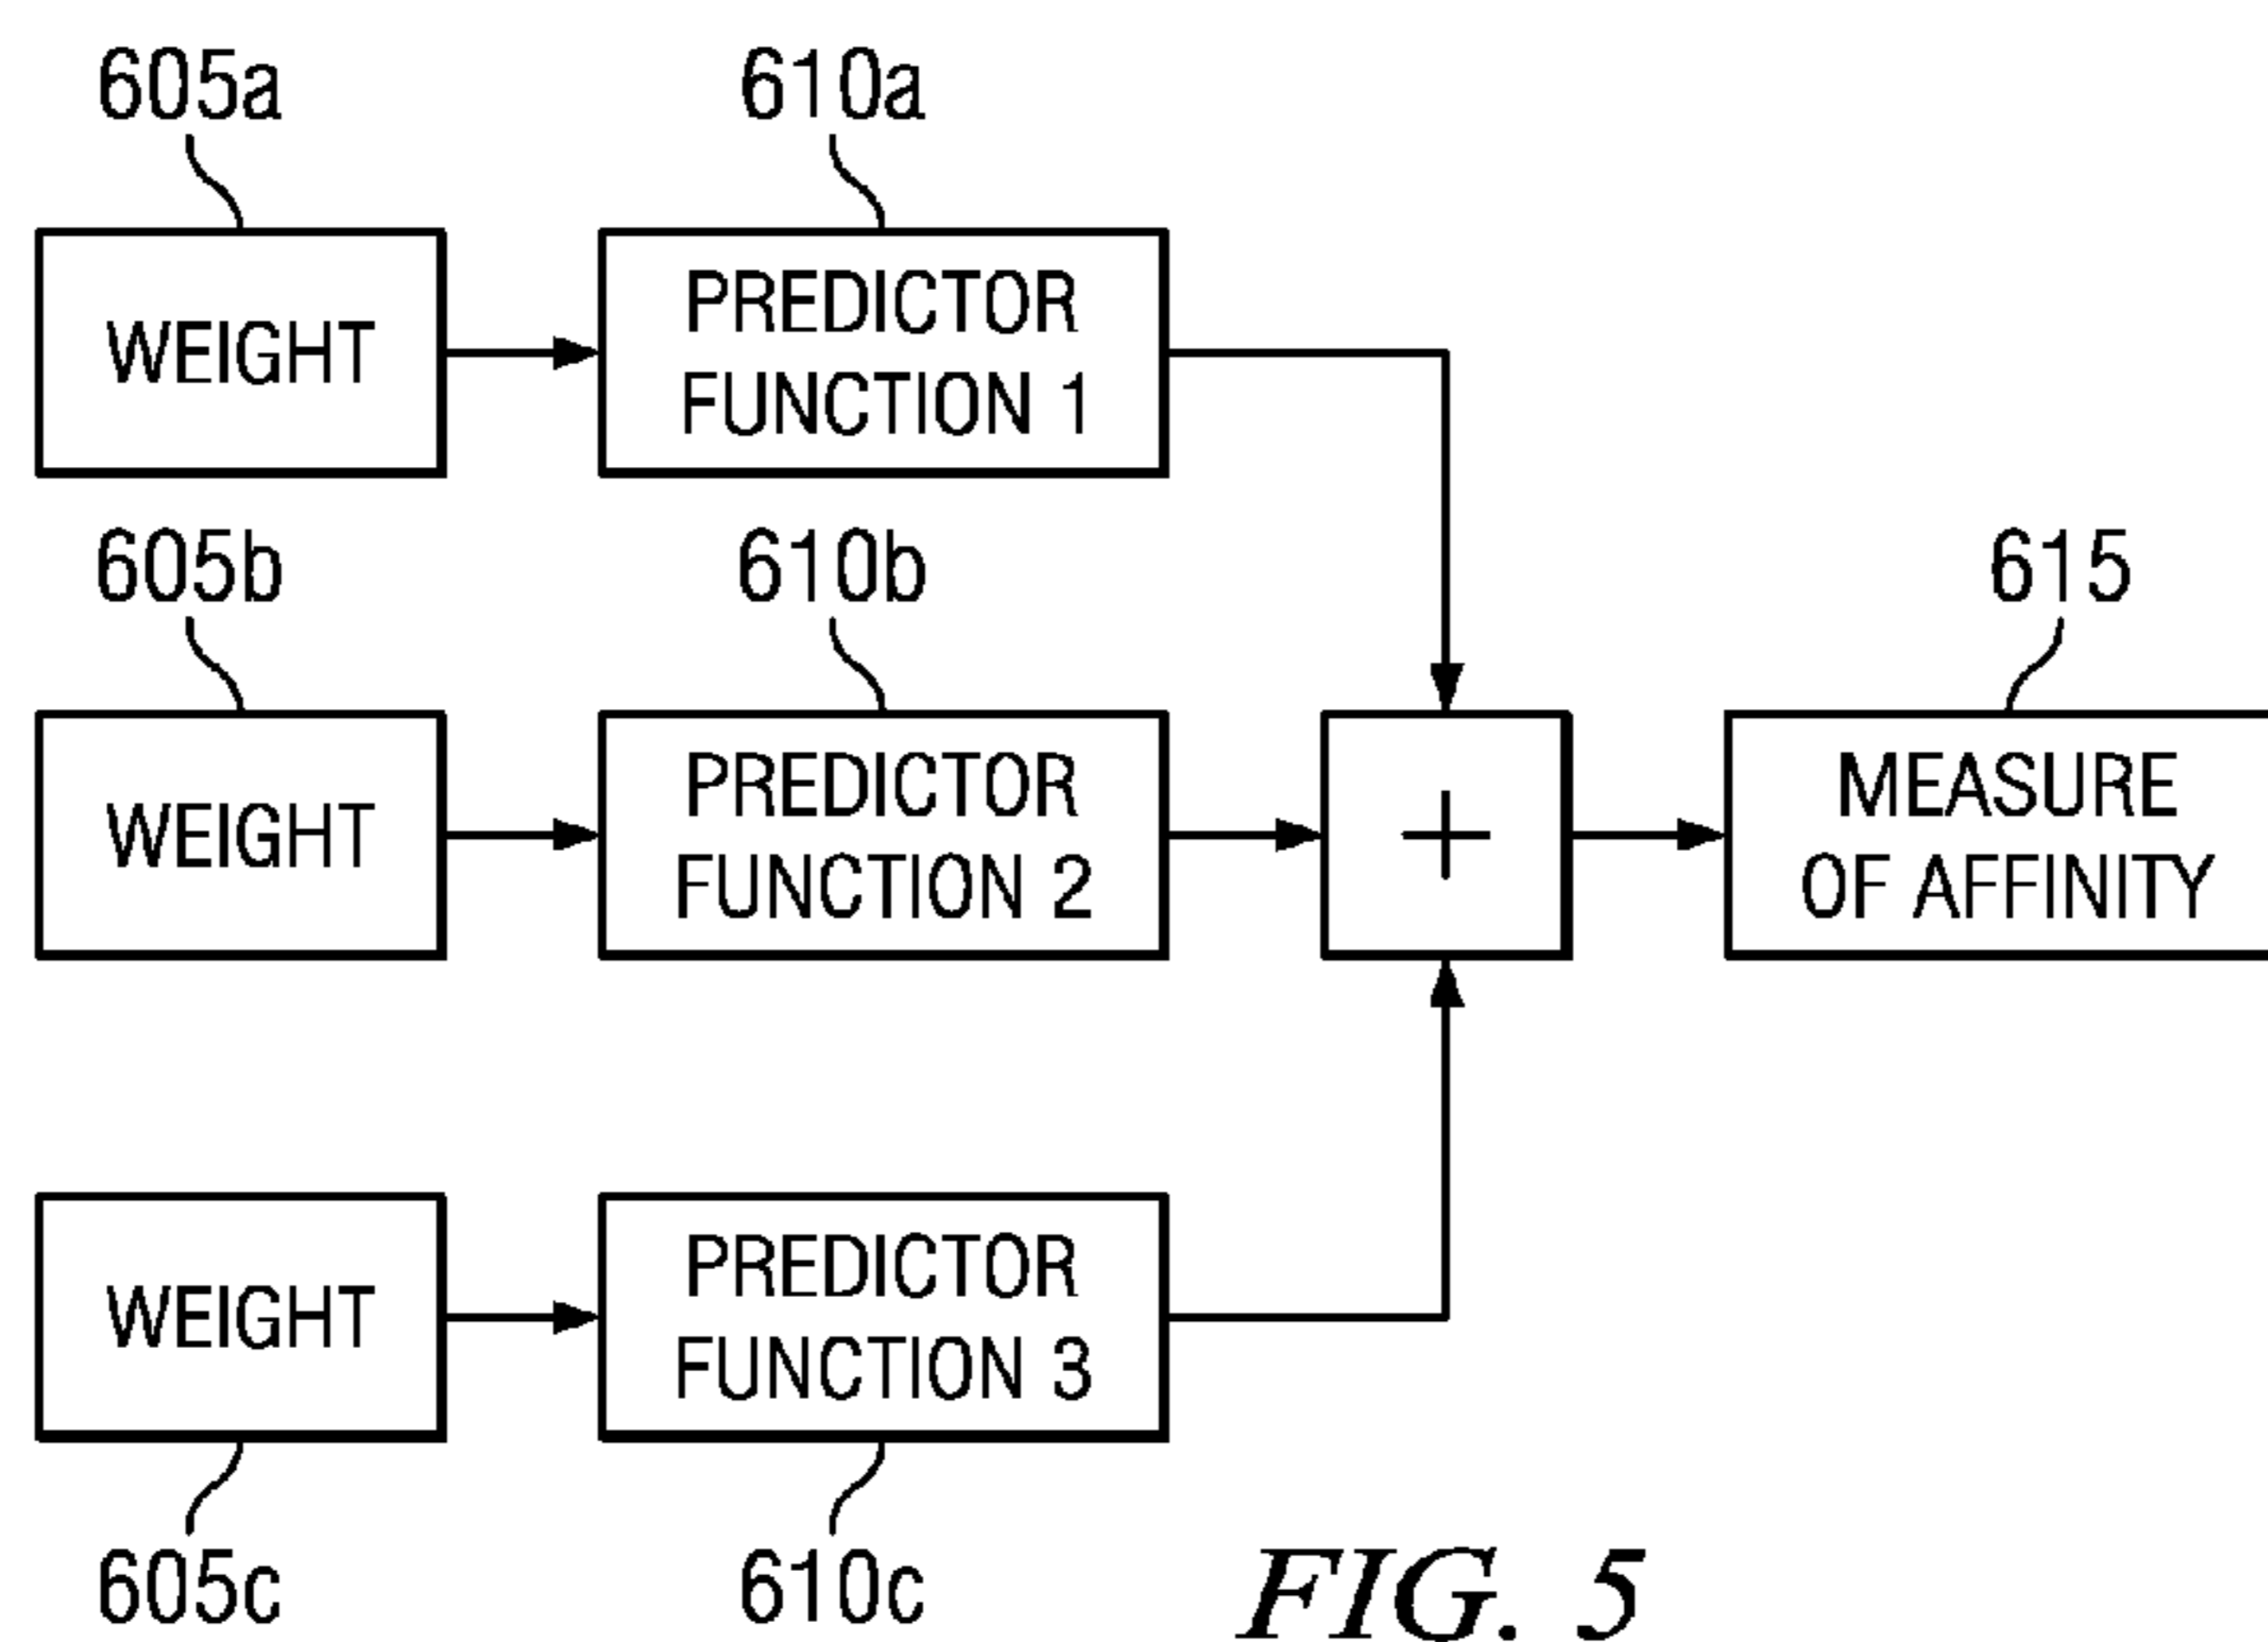 605a
610a
WEIGHT
PREDICTOR
FUNCTION 1
605b
610b
615
WEIGHT
PREDICTOR
FUNCTION 2
+
MEASURE
OF AFFINITY
WEIGHT
PREDICTOR
FUNCTION 3
605c
610c
FIG. 5